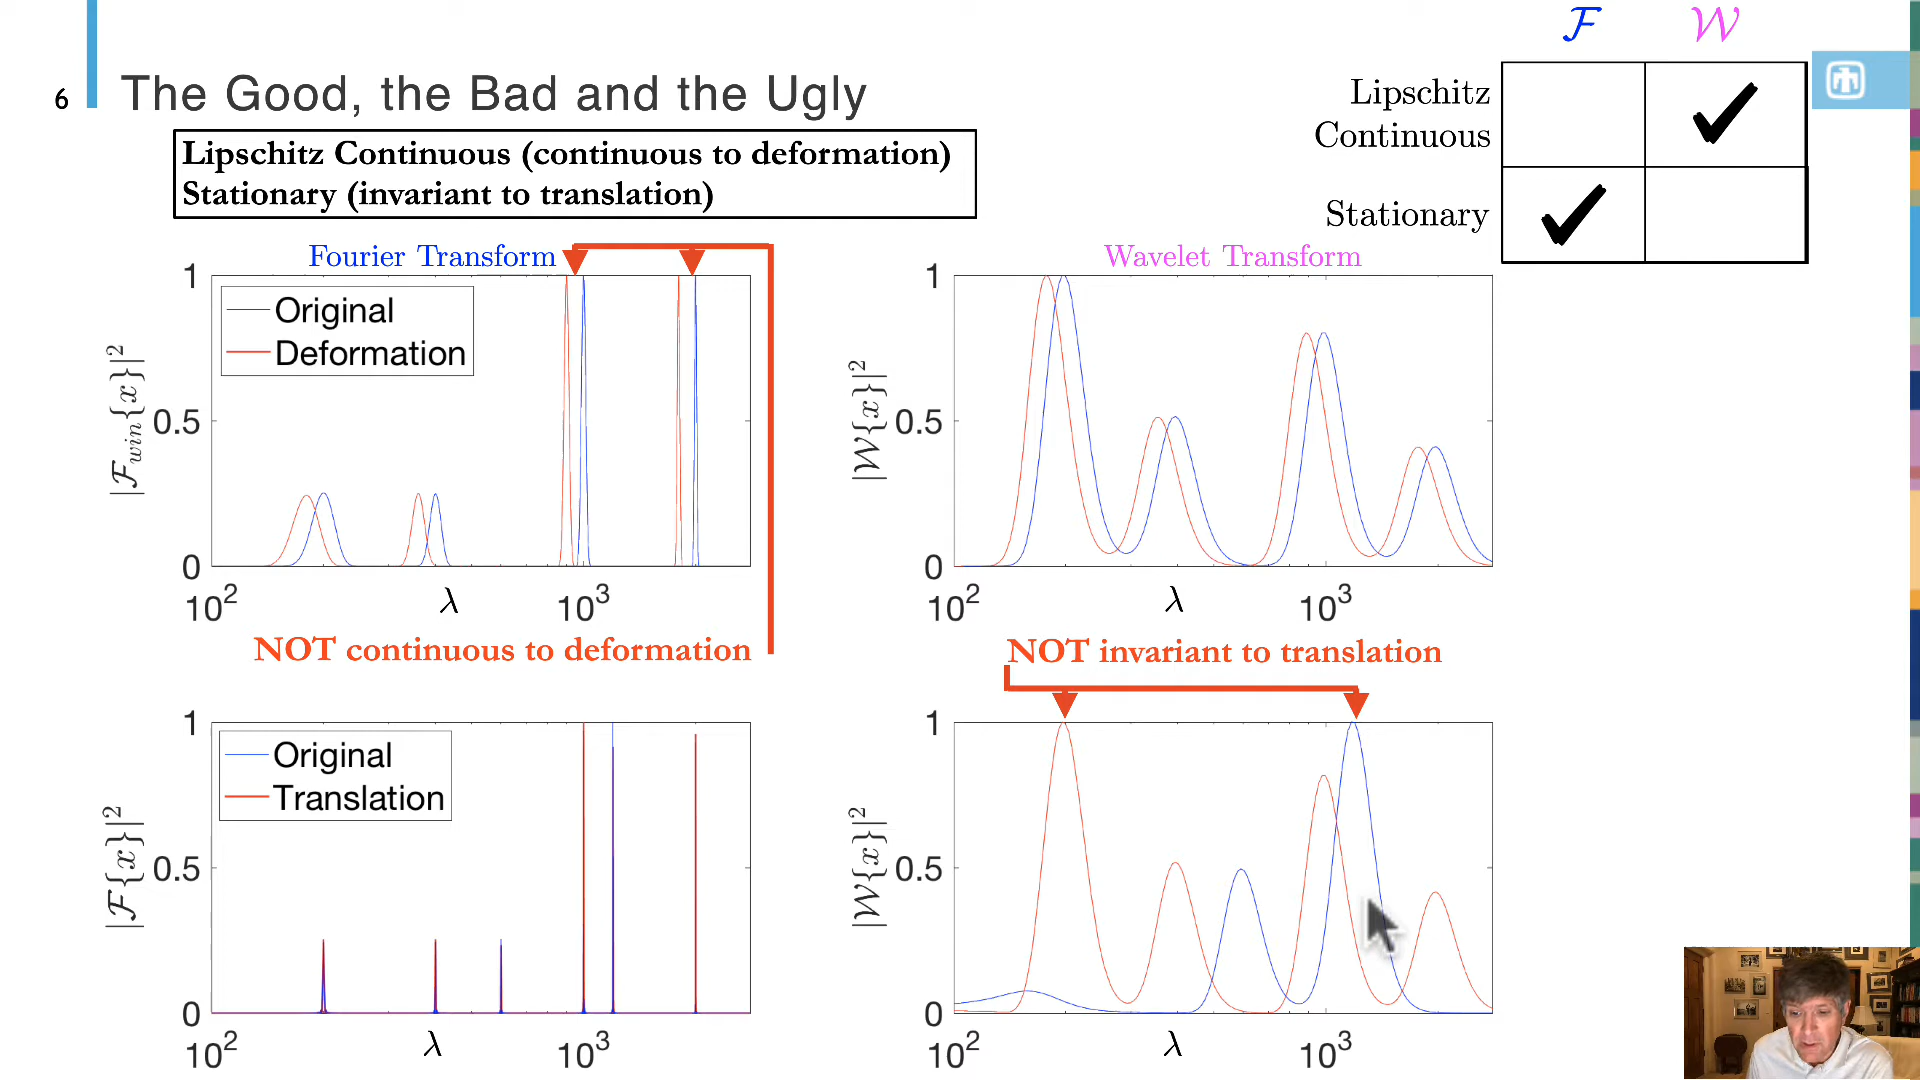 6
The Good, the Bad and the Ugly
Lipschitz Continuous (continuous to deformation)
Stationary (invariant to translation)
ℱ 𝒲
Lipschitz
Continuous
✓
Stationary
✓
Fourier Transform
|ℱ_win{x}|²
1
0.5
0
Original
Deformation
10² λ 10³
NOT continuous to deformation
Wavelet Transform
|𝒲{x}|²
1
0.5
0
10² λ 10³
NOT invariant to translation
|ℱ{x}|²
1
0.5
0
Original
Translation
10² λ 10³
|𝒲{x}|²
1
0.5
0
10² λ 10³